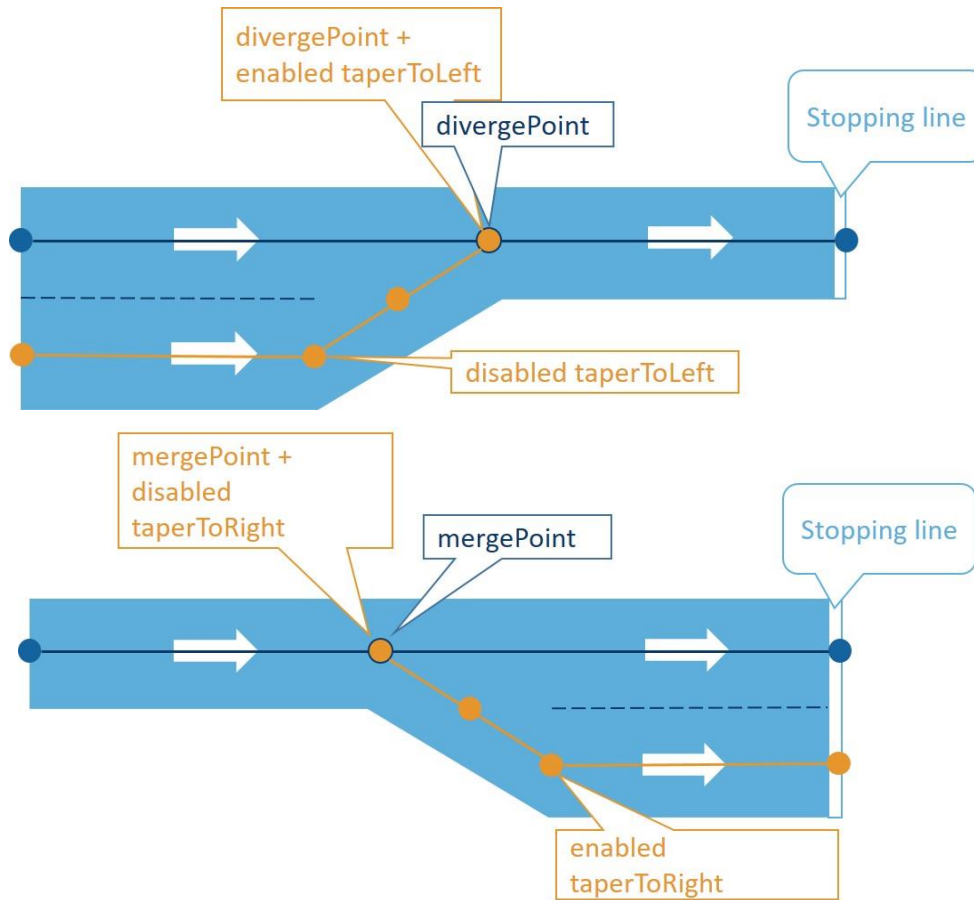 divergePoint +
enabled taperToLeft
divergePoint
Stopping line
disabled taperToLeft
mergePoint +
disabled
taperToRight
mergePoint
Stopping line
enabled
taperToRight